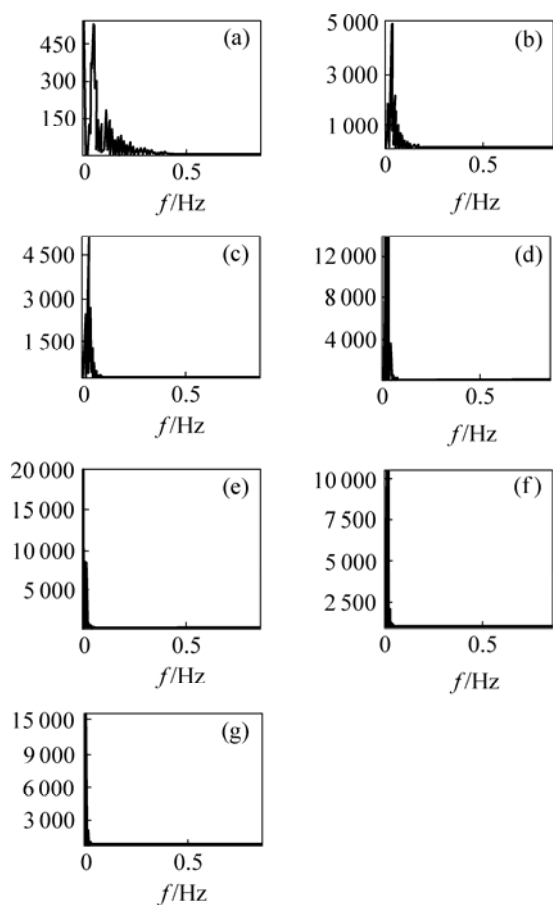 (a)
450
300
150
0
0.5
f/Hz
(b)
5 000
3 000
1 000
0
0.5
f/Hz
(c)
4 500
3 000
1 500
0
0.5
f/Hz
(d)
12 000
8 000
4 000
0
0.5
f/Hz
(e)
20 000
15 000
10 000
5 000
0
0.5
f/Hz
(f)
10 000
7 500
5 000
2 500
0
0.5
f/Hz
(g)
15 000
9 000
6 000
3 000
0
0.5
f/Hz